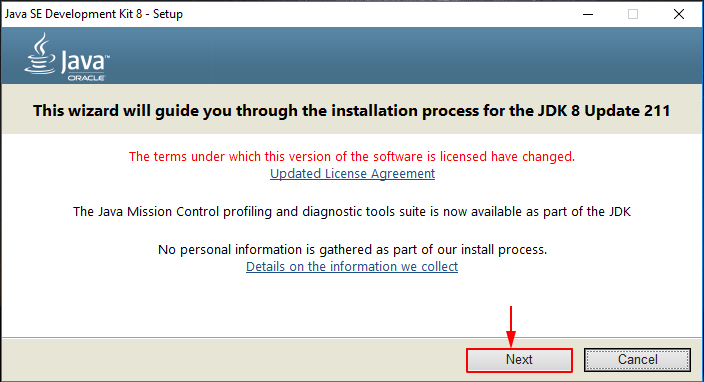 Java SE Development Kit 8 - Setup
Java™
ORACLE
This wizard will guide you through the installation process for the JDK 8 Update 211
The terms under which this version of the software is licensed have changed.
Updated License Agreement
The Java Mission Control profiling and diagnostic tools suite is now available as part of the JDK
No personal information is gathered as part of our install process.
Details on the information we collect
Next
Cancel